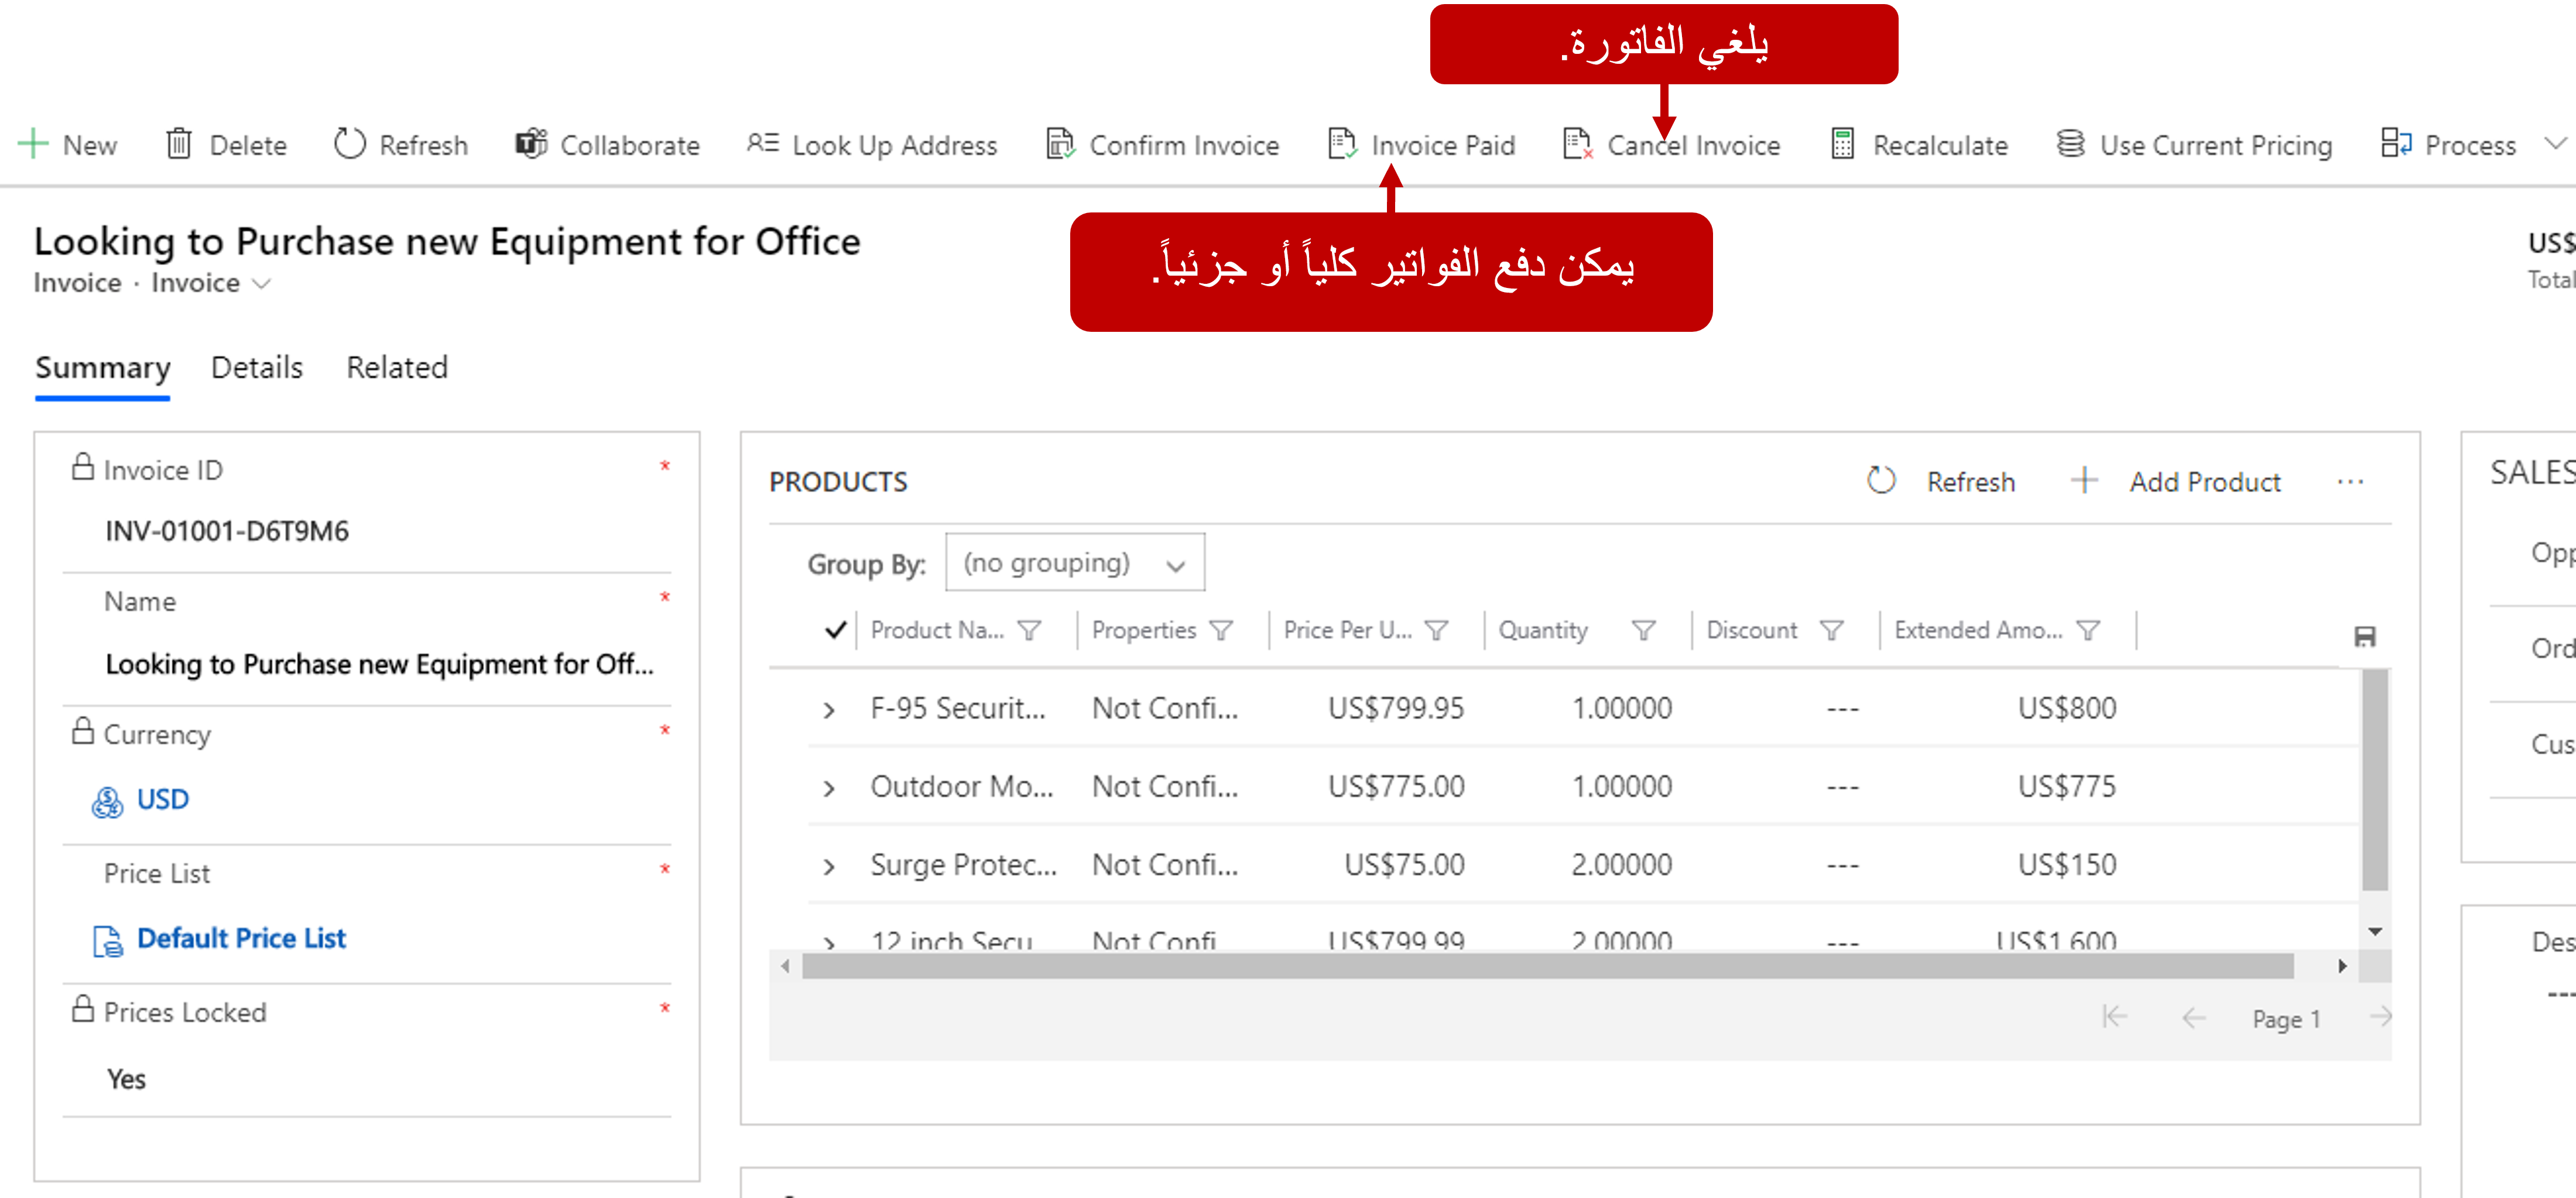 يلغي الفاتورة.
New Delete Refresh Collaborate Look Up Address Confirm Invoice Invoice Paid Cancel Invoice Recalculate Use Current Pricing Process
Looking to Purchase new Equipment for Office
Invoice · Invoice
يمكن دفع الفواتير كلياً أو جزئياً.
US$
Total
Summary Details Related
Invoice ID *
INV-01001-D6T9M6
Name *
Looking to Purchase new Equipment for Off...
Currency *
USD
Price List *
Default Price List
Prices Locked *
Yes
PRODUCTS Refresh Add Product ...
Group By: (no grouping)
Product Na... Properties Price Per U... Quantity Discount Extended Amo...
F-95 Securit... Not Confi... US$799.95 1.00000 --- US$800
Outdoor Mo... Not Confi... US$775.00 1.00000 --- US$775
Surge Protec... Not Confi... US$75.00 2.00000 --- US$150
12 inch Secu Not Confi US$799.99 2.00000 --- US$1,600
Page 1
SALES
Opp
Ord
Cus
Des
---